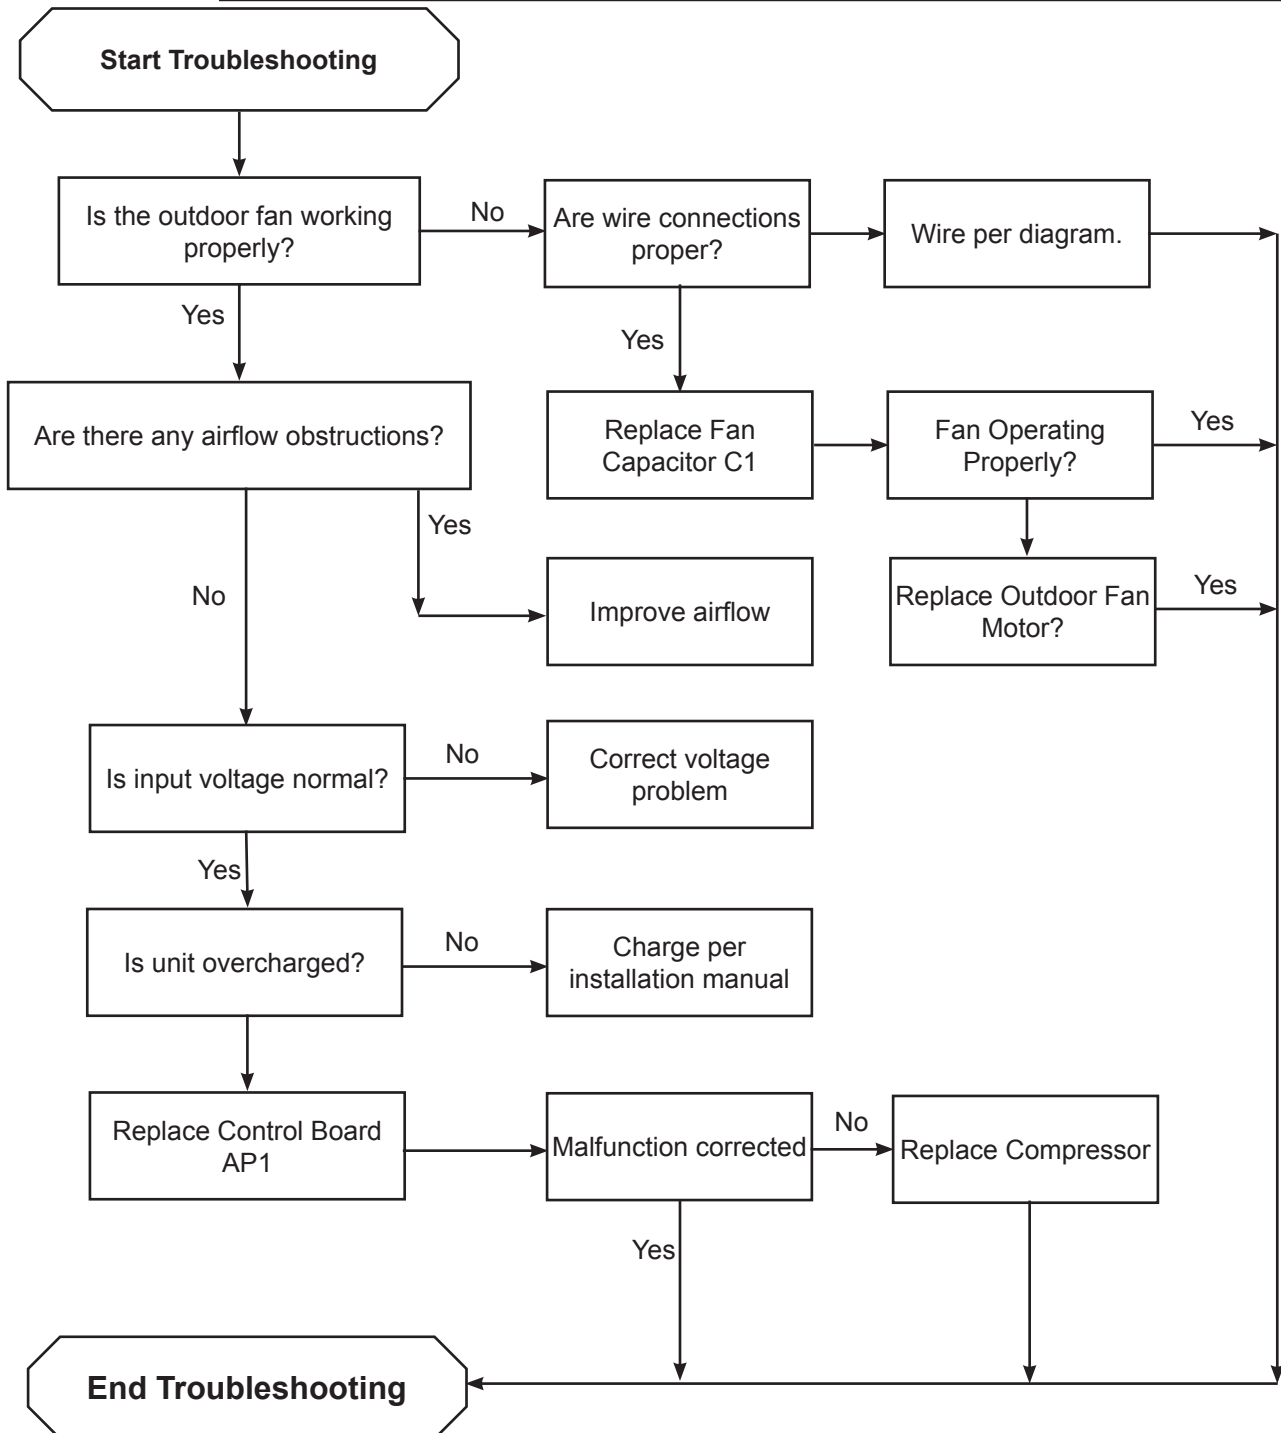 Start Troubleshooting
Is the outdoor fan working
properly?
No
Are wire connections
proper?
Wire per diagram.
Yes
Yes
Are there any airflow obstructions?
Replace Fan
Capacitor C1
Fan Operating
Properly?
Yes
Yes
No
Improve airflow
Replace Outdoor Fan
Motor?
Yes
Is input voltage normal?
No
Correct voltage
problem
Yes
Is unit overcharged?
No
Charge per
installation manual
Replace Control Board
AP1
Malfunction corrected
No
Replace Compressor
Yes
End Troubleshooting